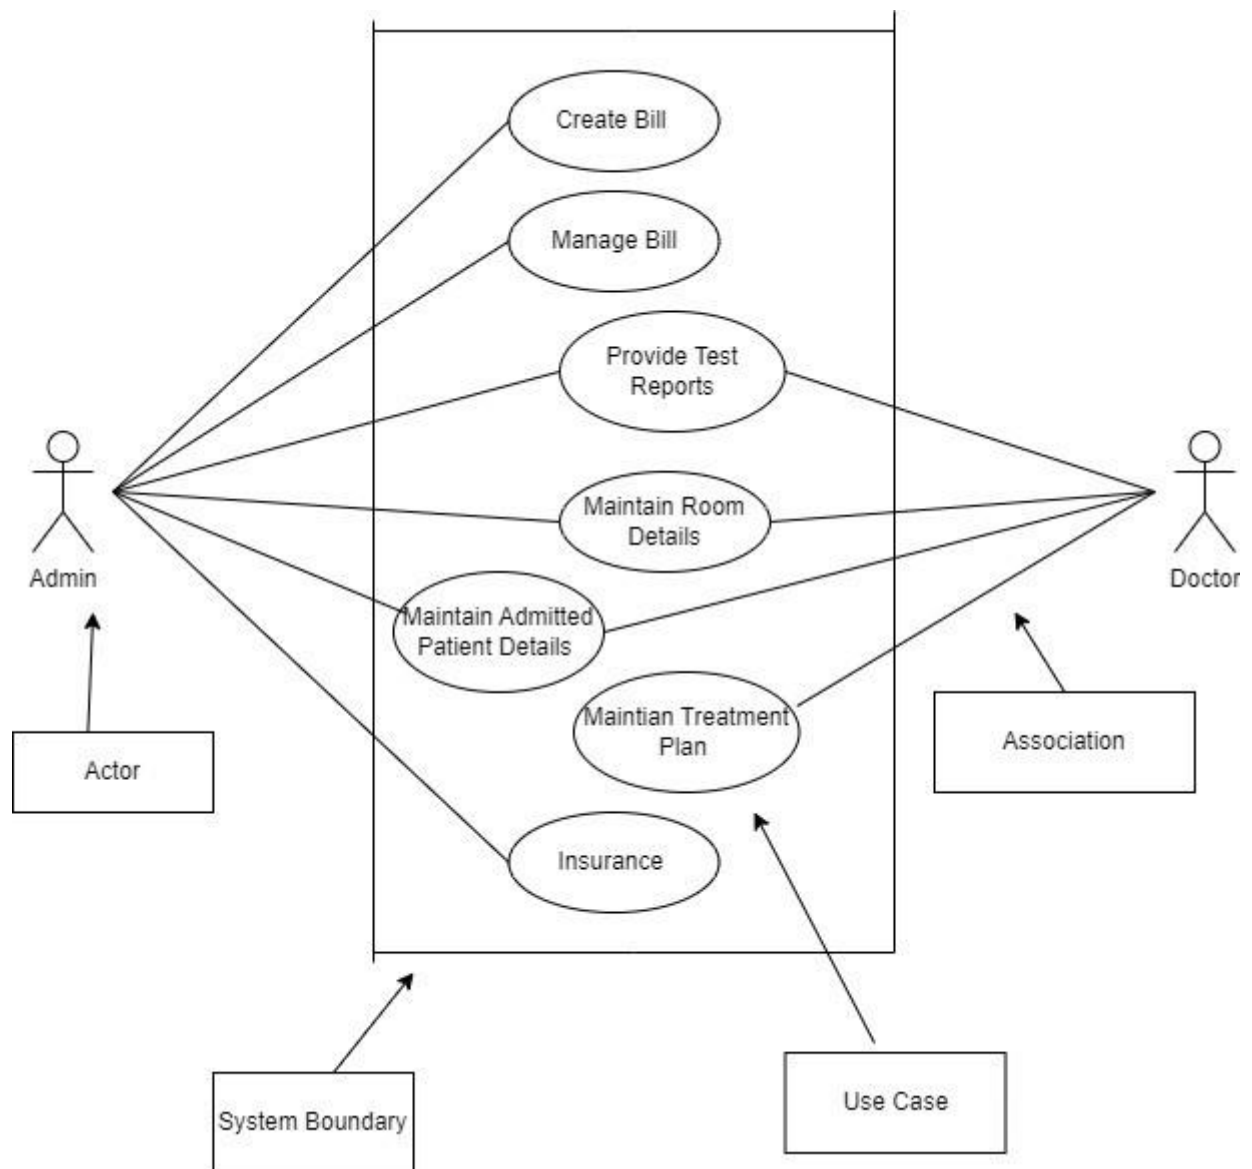 Create Bill
Manage Bill
Provide Test
Reports
Maintain Room
Details
Admin
Doctor
Maintain Admitted
Patient Details
Maintian Treatment
Plan
Association
Actor
Insurance
Use Case
System Boundary